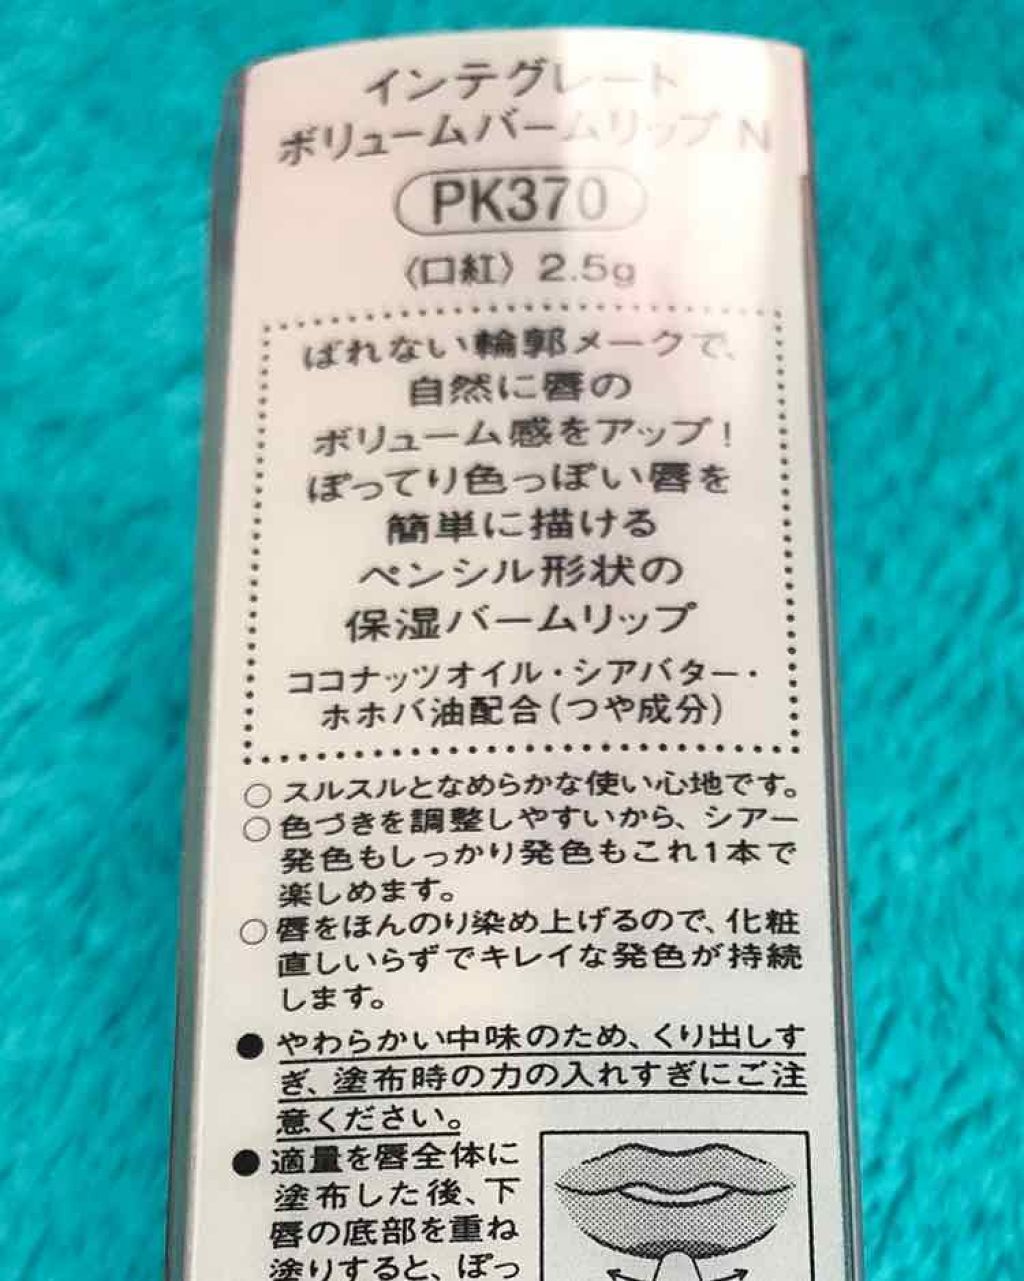 インテグレート
ボリュームバームリップ N
PK370
〈口紅〉2.5g
ばれない輪郭メークで、
自然に唇の
ボリューム感をアップ!
ぽってり色っぽい唇を
簡単に描ける
ペンシル形状の
保湿バームリップ
ココナッツオイル・シアバター・
ホホバ油配合(つや成分)
○ スルスルとなめらかな使い心地です。
○ 色づきを調整しやすいから、シアー
発色もしっかり発色もこれ1本で
楽しめます。
○ 唇をほんのり染め上げるので、化粧
直しいらずでキレイな発色が持続
します。
● やわらかい中味のため、くり出しす
ぎ、塗布時の力の入れすぎにご注
意ください。
● 適量を唇全体に
塗布した後、下
唇の底部を重ね
塗りすると、ぽっ